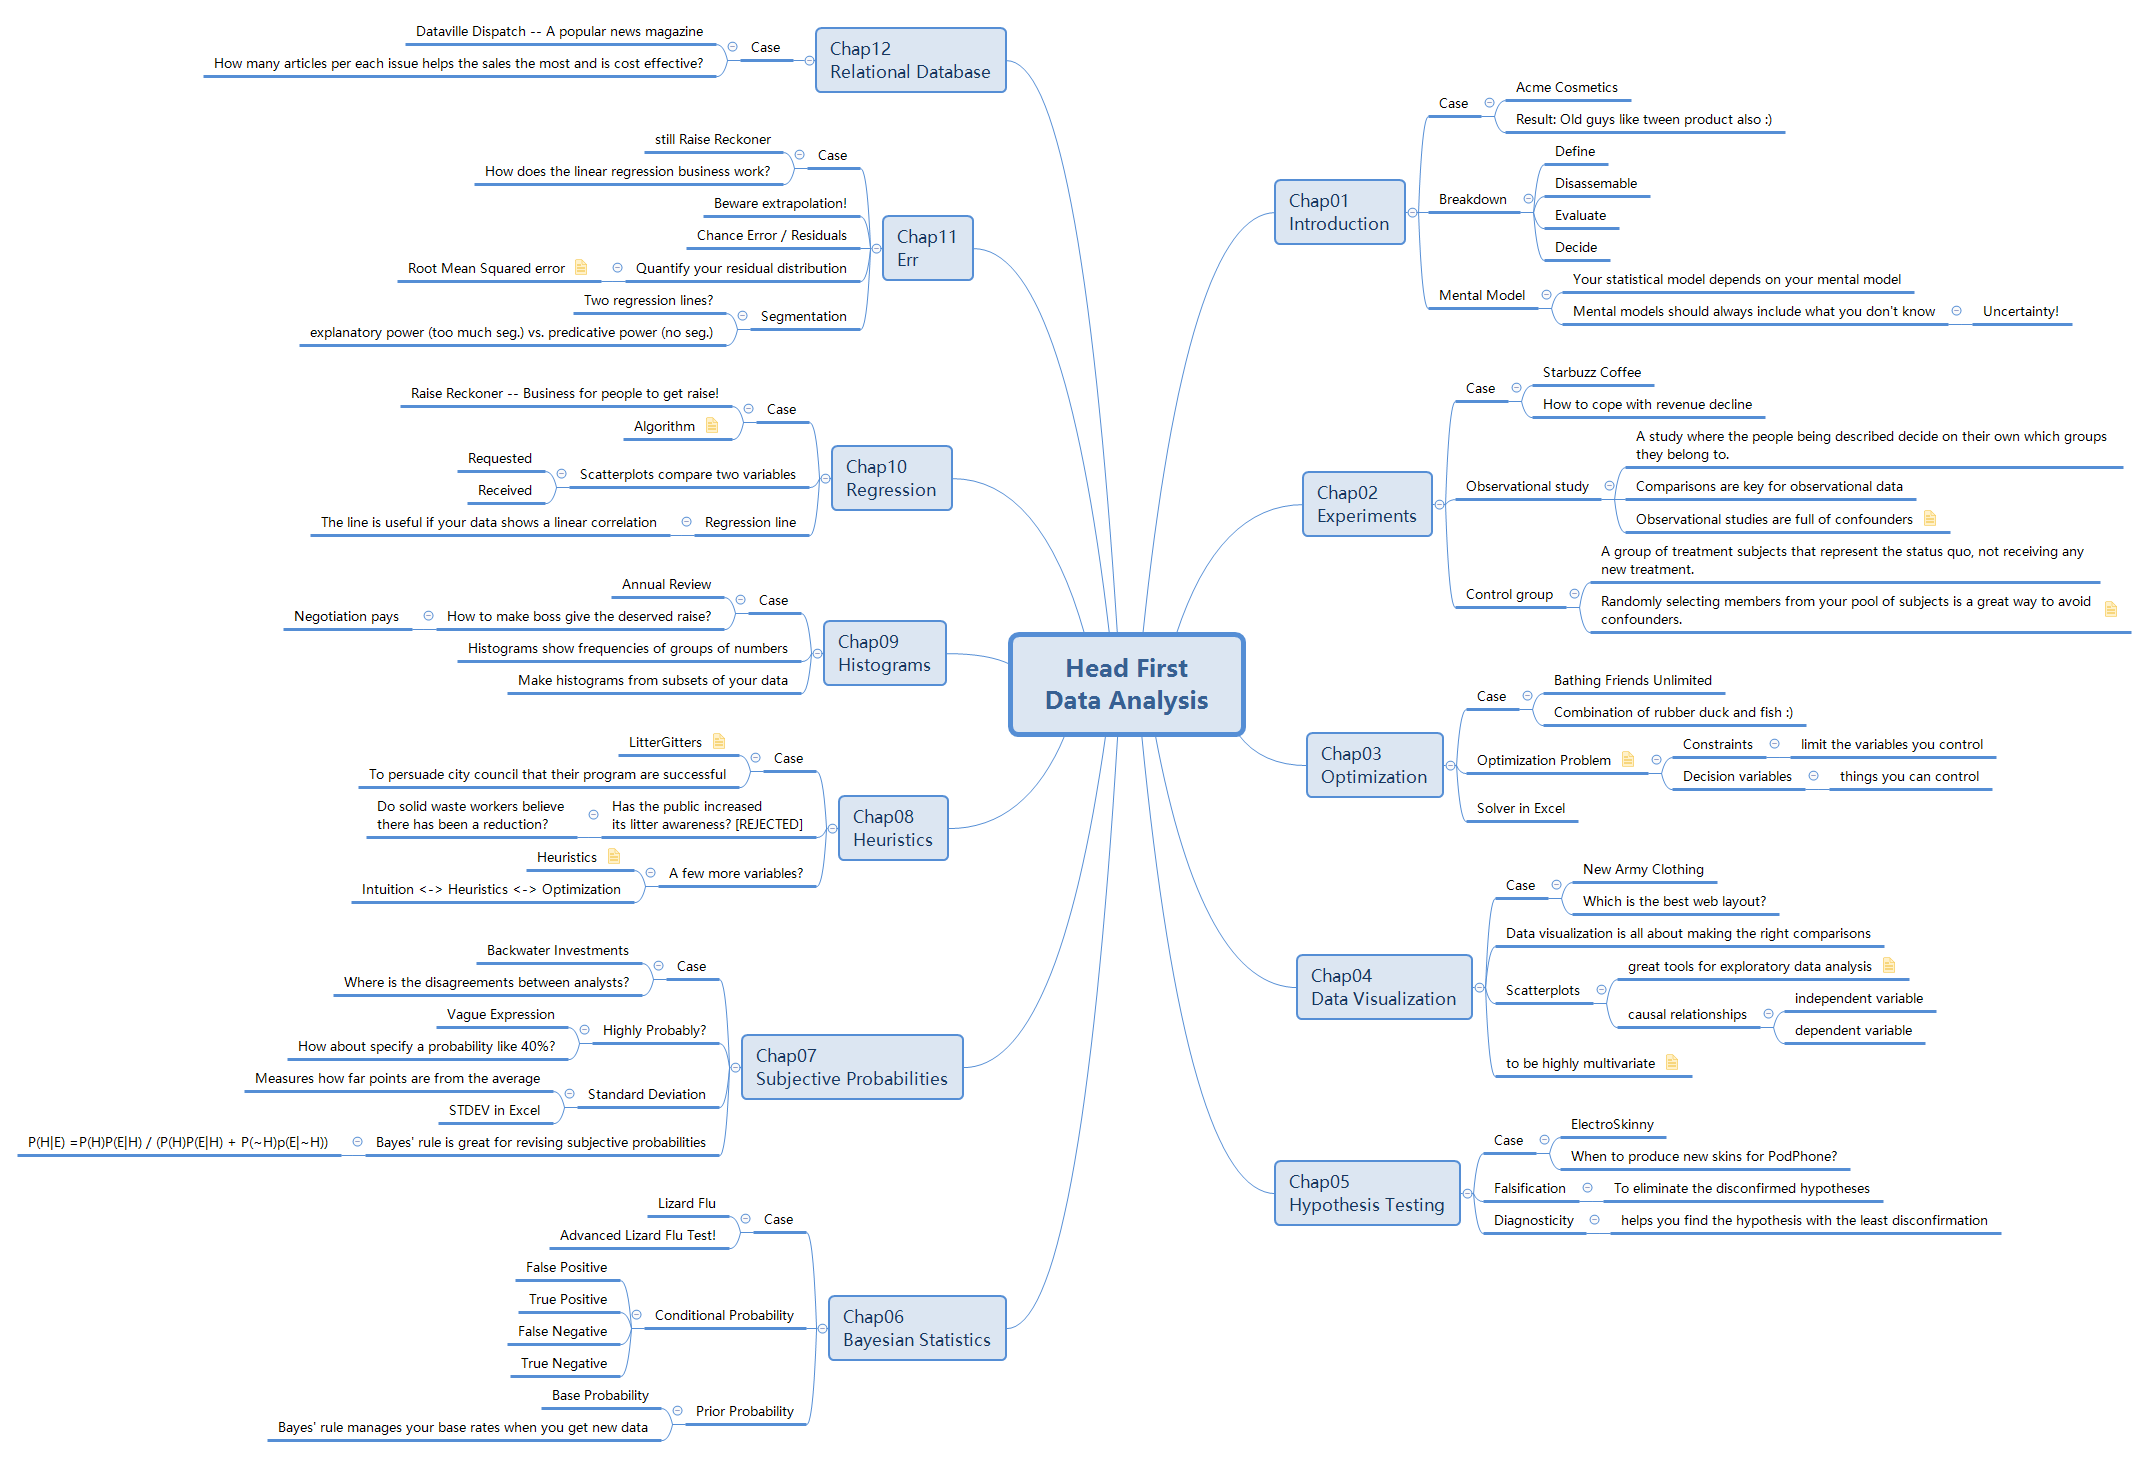 Head First
Data Analysis
Chap01
Introduction
Case
Acme Cosmetics
Result: Old guys like tween product also :)
Breakdown
Define
Disassemable
Evaluate
Decide
Mental Model
Your statistical model depends on your mental model
Mental models should always include what you don't know
Uncertainty!
Chap02
Experiments
Case
Starbuzz Coffee
How to cope with revenue decline
Observational study
A study where the people being described decide on their own which groups
they belong to.
Comparisons are key for observational data
Observational studies are full of confounders
Control group
A group of treatment subjects that represent the status quo, not receiving any
new treatment.
Randomly selecting members from your pool of subjects is a great way to avoid
confounders.
Chap03
Optimization
Case
Bathing Friends Unlimited
Combination of rubber duck and fish :)
Optimization Problem
Constraints
limit the variables you control
Decision variables
things you can control
Solver in Excel
Chap04
Data Visualization
Case
New Army Clothing
Which is the best web layout?
Data visualization is all about making the right comparisons
Scatterplots
great tools for exploratory data analysis
causal relationships
independent variable
dependent variable
to be highly multivariate
Chap05
Hypothesis Testing
Case
ElectroSkinny
When to produce new skins for PodPhone?
Falsification
To eliminate the disconfirmed hypotheses
Diagnosticity
helps you find the hypothesis with the least disconfirmation
Chap06
Bayesian Statistics
Case
Lizard Flu
Advanced Lizard Flu Test!
Conditional Probability
False Positive
True Positive
False Negative
True Negative
Prior Probability
Base Probability
Bayes' rule manages your base rates when you get new data
Chap07
Subjective Probabilities
Case
Backwater Investments
Where is the disagreements between analysts?
Highly Probably?
Vague Expression
How about specify a probability like 40%?
Standard Deviation
Measures how far points are from the average
STDEV in Excel
Bayes' rule is great for revising subjective probabilities
P(H|E) =P(H)P(E|H) / (P(H)P(E|H) + P(~H)p(E|~H))
Chap08
Heuristics
Case
LitterGitters
To persuade city council that their program are successful
Has the public increased
its litter awareness? [REJECTED]
Do solid waste workers believe
there has been a reduction?
A few more variables?
Heuristics
Intuition <-> Heuristics <-> Optimization
Chap09
Histograms
Case
Annual Review
How to make boss give the deserved raise?
Negotiation pays
Histograms show frequencies of groups of numbers
Make histograms from subsets of your data
Chap10
Regression
Case
Raise Reckoner -- Business for people to get raise!
Algorithm
Scatterplots compare two variables
Requested
Received
Regression line
The line is useful if your data shows a linear correlation
Chap11
Err
Case
still Raise Reckoner
How does the linear regression business work?
Beware extrapolation!
Chance Error / Residuals
Quantify your residual distribution
Root Mean Squared error
Segmentation
Two regression lines?
explanatory power (too much seg.) vs. predicative power (no seg.)
Chap12
Relational Database
Case
Dataville Dispatch -- A popular news magazine
How many articles per each issue helps the sales the most and is cost effective?